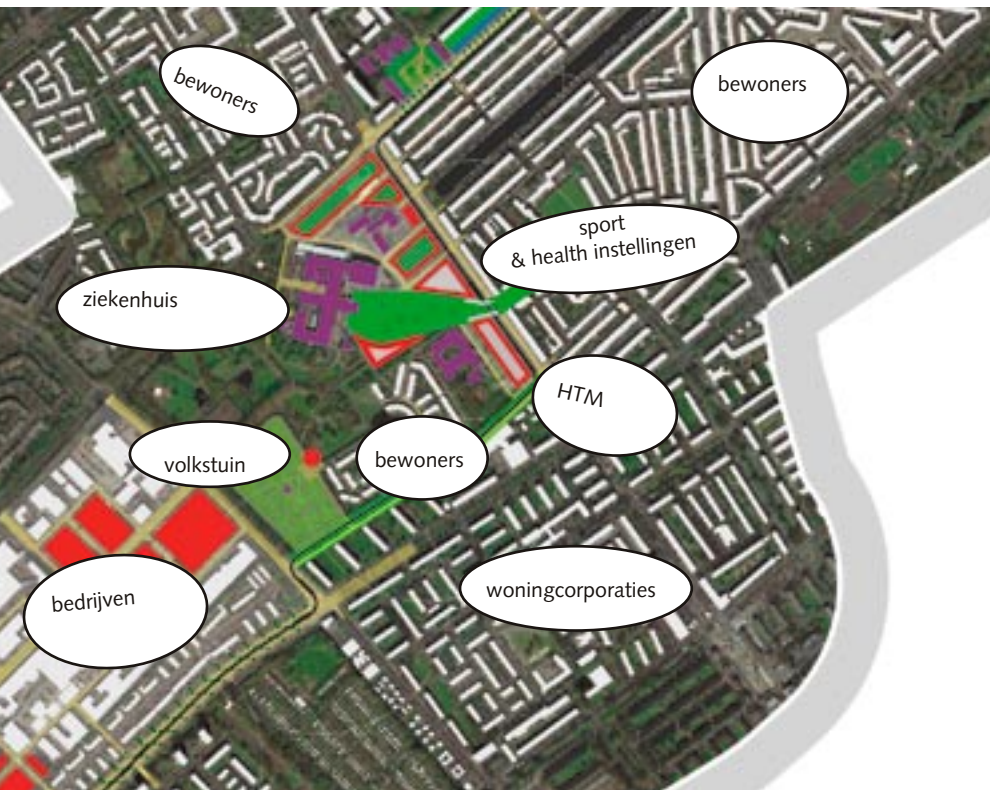 bewoners
bewoners
sport
& health instellingen
ziekenhuis
HTM
volkstuin
bewoners
woningcorporaties
bedrijven